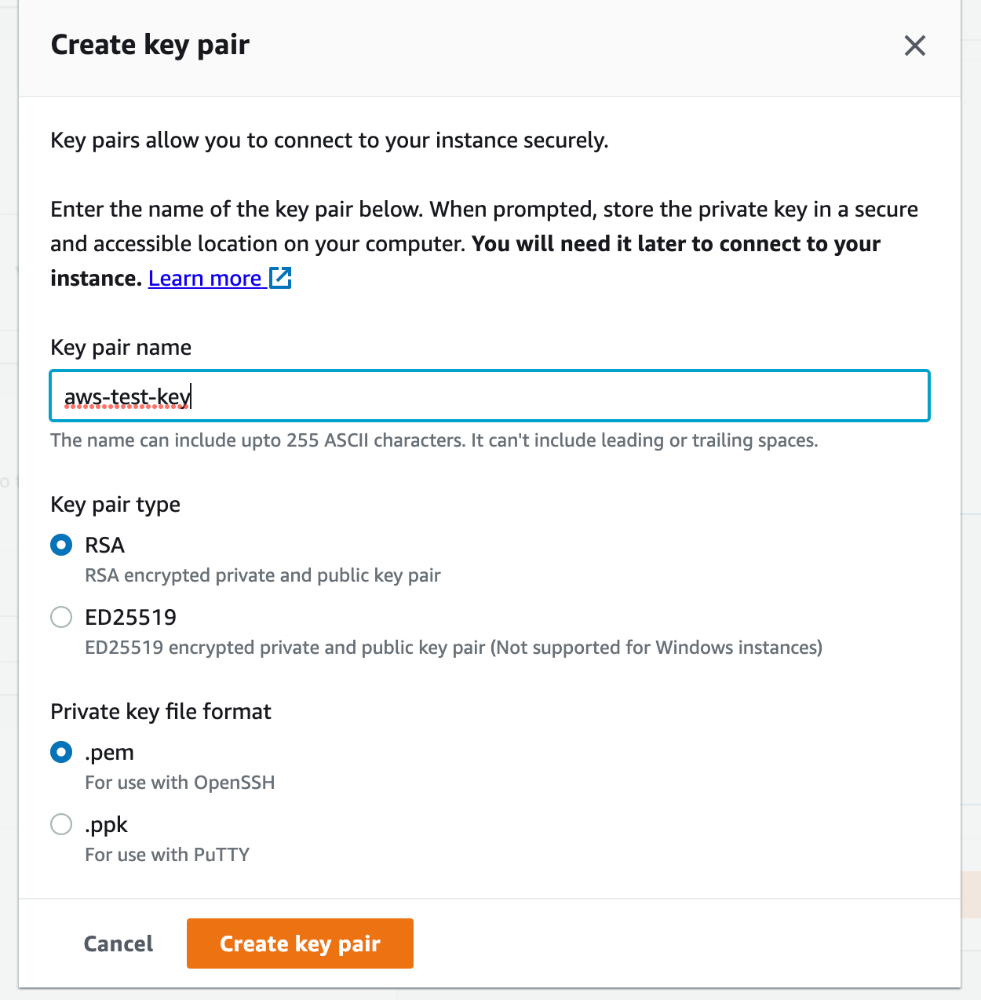 Create key pair
Key pairs allow you to connect to your instance securely.
Enter the name of the key pair below. When prompted, store the private key in a secure
and accessible location on your computer. You will need it later to connect to your
instance. Learn more
Key pair name
aws-test-key
The name can include upto 255 ASCII characters. It can't include leading or trailing spaces.
Key pair type
RSA
RSA encrypted private and public key pair
ED25519
ED25519 encrypted private and public key pair (Not supported for Windows instances)
Private key file format
.pem
For use with OpenSSH
.ppk
For use with PuTTY
Cancel
Create key pair